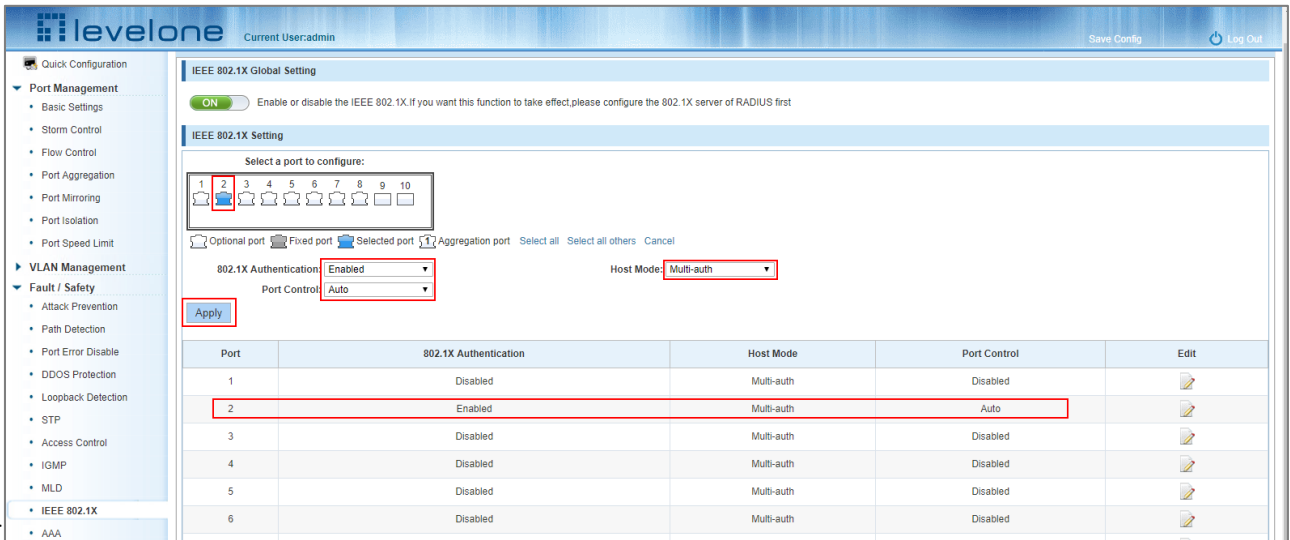 levelone
Current User:admin
Save Config
Log Out
Quick Configuration
Port Management
Basic Settings
Storm Control
Flow Control
Port Aggregation
Port Mirroring
Port Isolation
Port Speed Limit
VLAN Management
Fault / Safety
Attack Prevention
Path Detection
Port Error Disable
DDOS Protection
Loopback Detection
STP
Access Control
IGMP
MLD
IEEE 802.1X
AAA
IEEE 802.1X Global Setting
ON Enable or disable the IEEE 802.1X.If you want this function to take effect,please configure the 802.1X server of RADIUS first
IEEE 802.1X Setting
Select a port to configure:
1 2 3 4 5 6 7 8 9 10
Optional port Fixed port Selected port 1 Aggregation port Select all Select all others Cancel
802.1X Authentication: Enabled Host Mode: Multi-auth
Port Control: Auto
Apply
Port 802.1X Authentication Host Mode Port Control Edit
1 Disabled Multi-auth Disabled
2 Enabled Multi-auth Auto
3 Disabled Multi-auth Disabled
4 Disabled Multi-auth Disabled
5 Disabled Multi-auth Disabled
6 Disabled Multi-auth Disabled